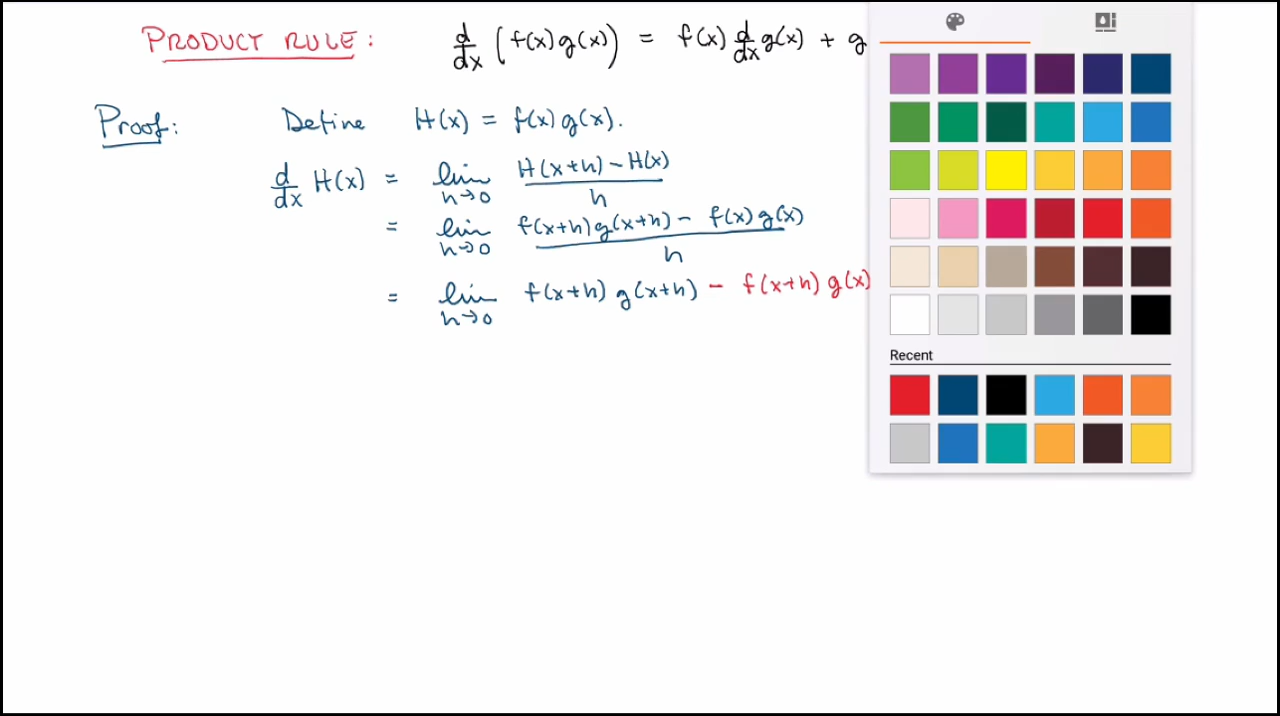 PRODUCT RULE: d/dx (f(x)g(x)) = f(x) d/dx g(x) + g
Proof: Define H(x) = f(x)g(x).
d/dx H(x) = lim h→0 H(x+h) - H(x) / h
= lim h→0 f(x+h)g(x+h) - f(x)g(x) / h
= lim h→0 f(x+h) g(x+h) - f(x+h) g(x)
Recent